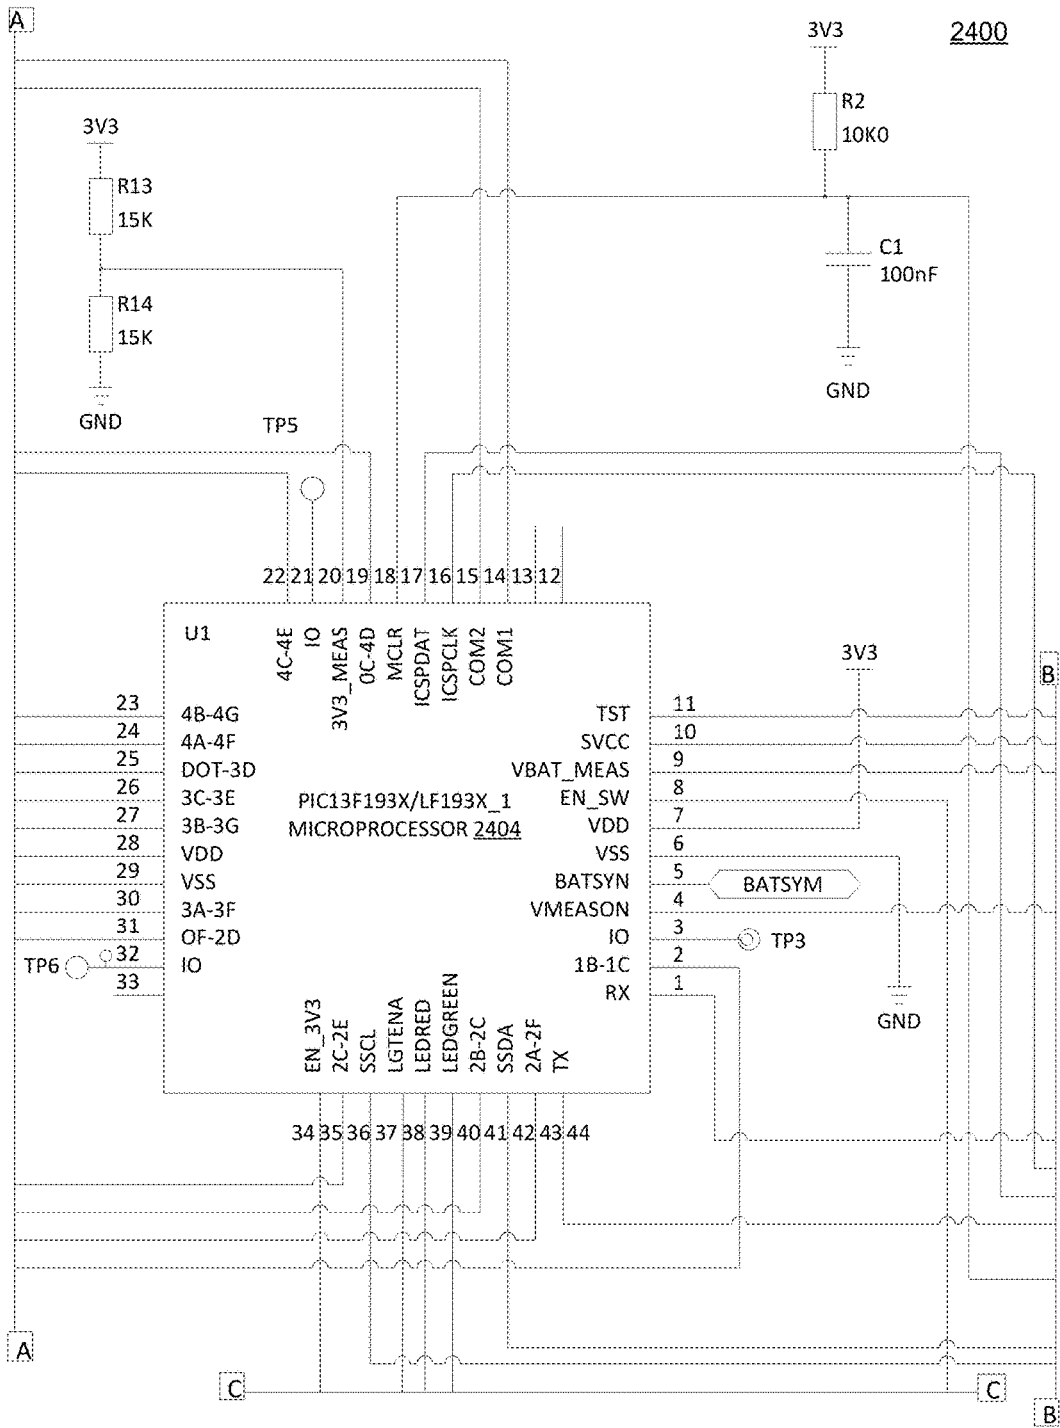 A
2400
3V3
R2
10K0
3V3
R13
15K
C1
100nF
R14
15K
GND
GND
TP5
22 21 20 19 18 17 16 15 14 13 12
U1
4C-4E
IO
3V3_MEAS
0C-4D
MCLR
ICSPDAT
ICSPCLK
COM2
COM1
3V3
B
23 4B-4G
24 4A-4F
25 DOT-3D
26 3C-3E
27 3B-3G
28 VDD
29 VSS
30 3A-3F
31 OF-2D
TP6 32 IO
33
PIC13F193X/LF193X_1
MICROPROCESSOR 2404
TST 11
SVCC 10
VBAT_MEAS 9
EN_SW 8
VDD 7
VSS 6
BATSYN 5 BATSYM
VMEASON 4
IO 3 TP3
1B-1C 2
RX 1
GND
EN_3V3
2C-2E
SSCL
LGTENA
LEDRED
LEDGREEN
2B-2C
SSDA
2A-2F
TX
34 35 36 37 38 39 40 41 42 43 44
A
C
C
B